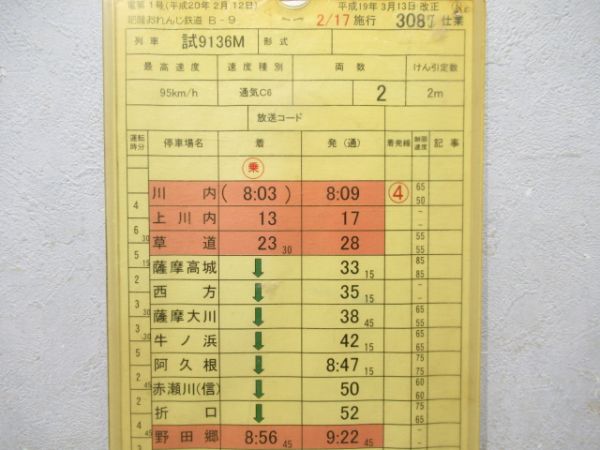 電第1号(平成20年2月12日) 平成19年3月13日 改正
肥薩おれんじ鉄道 B-9 2/17 施行 3087 仕業
列車 試9136M 形式
最高速度 速度種別 両数 けん引定数
95km/h 通気C6 2 2m
放送コード
運転時分 停車場名 着 発(通) 着発線 制限速度 記事
乗
川内 (8:03) 8:09 ④ 65 50
4
上川内 13 17 - -
6 30
草道 23 30 28 55 55
5 15
薩摩高城 ↓ 33 15 85 85
2
西方 ↓ 35 15 - -
3 30
薩摩大川 ↓ 38 45 55 65
3 30
牛ノ浜 ↓ 42 15 65 65
5
阿久根 ↓ 8:47 15 75 75
2 45
赤瀬川(信) ↓ 50 60 60
2
折口 ↓ 52 65 55
4 45
野田郷 8:56 45 9:22 45 65 75